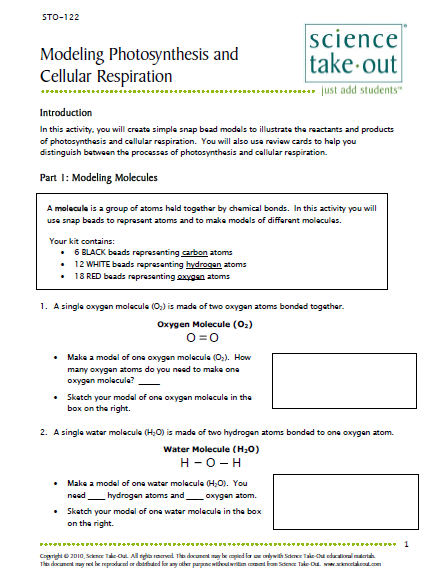 STO-122
Modeling Photosynthesis and
Cellular Respiration
science
take•out
just add students™
Introduction
In this activity, you will create simple snap bead models to illustrate the reactants and products
of photosynthesis and cellular respiration. You will also use review cards to help you
distinguish between the processes of photosynthesis and cellular respiration.
Part 1: Modeling Molecules
A molecule is a group of atoms held together by chemical bonds. In this activity you will
use snap beads to represent atoms and to make models of different molecules.
Your kit contains:
• 6 BLACK beads representing carbon atoms
• 12 WHITE beads representing hydrogen atoms
• 18 RED beads representing oxygen atoms
1. A single oxygen molecule (O₂) is made of two oxygen atoms bonded together.
Oxygen Molecule (O₂)
O = O
• Make a model of one oxygen molecule (O₂). How
many oxygen atoms do you need to make one
oxygen molecule? ____
• Sketch your model of one oxygen molecule in the
box on the right.
2. A single water molecule (H₂O) is made of two hydrogen atoms bonded to one oxygen atom.
Water Molecule (H₂O)
H – O – H
• Make a model of one water molecule (H₂O). You
need ____ hydrogen atoms and ____ oxygen atom.
• Sketch your model of one water molecule in the box
on the right.
1
Copyright © 2010, Science Take-Out. All rights reserved. This document may be copied for use only with Science Take-Out educational materials.
This document may not be reproduced or distributed for any other purpose without written consent from Science Take-Out. www.sciencetakeout.com